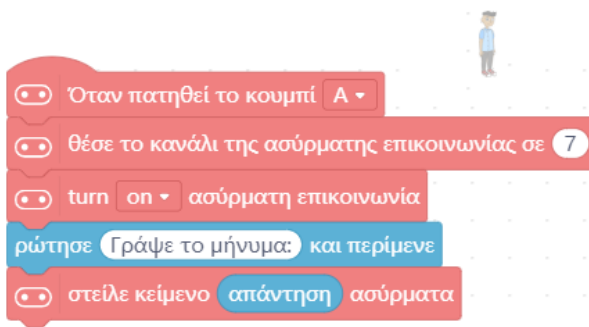 Όταν πατηθεί το κουμπί A
θέσε το κανάλι της ασύρματης επικοινωνίας σε 7
turn on ασύρματη επικοινωνία
ρώτησε Γράψε το μήνυμα: και περίμενε
στείλε κείμενο απάντηση ασύρματα